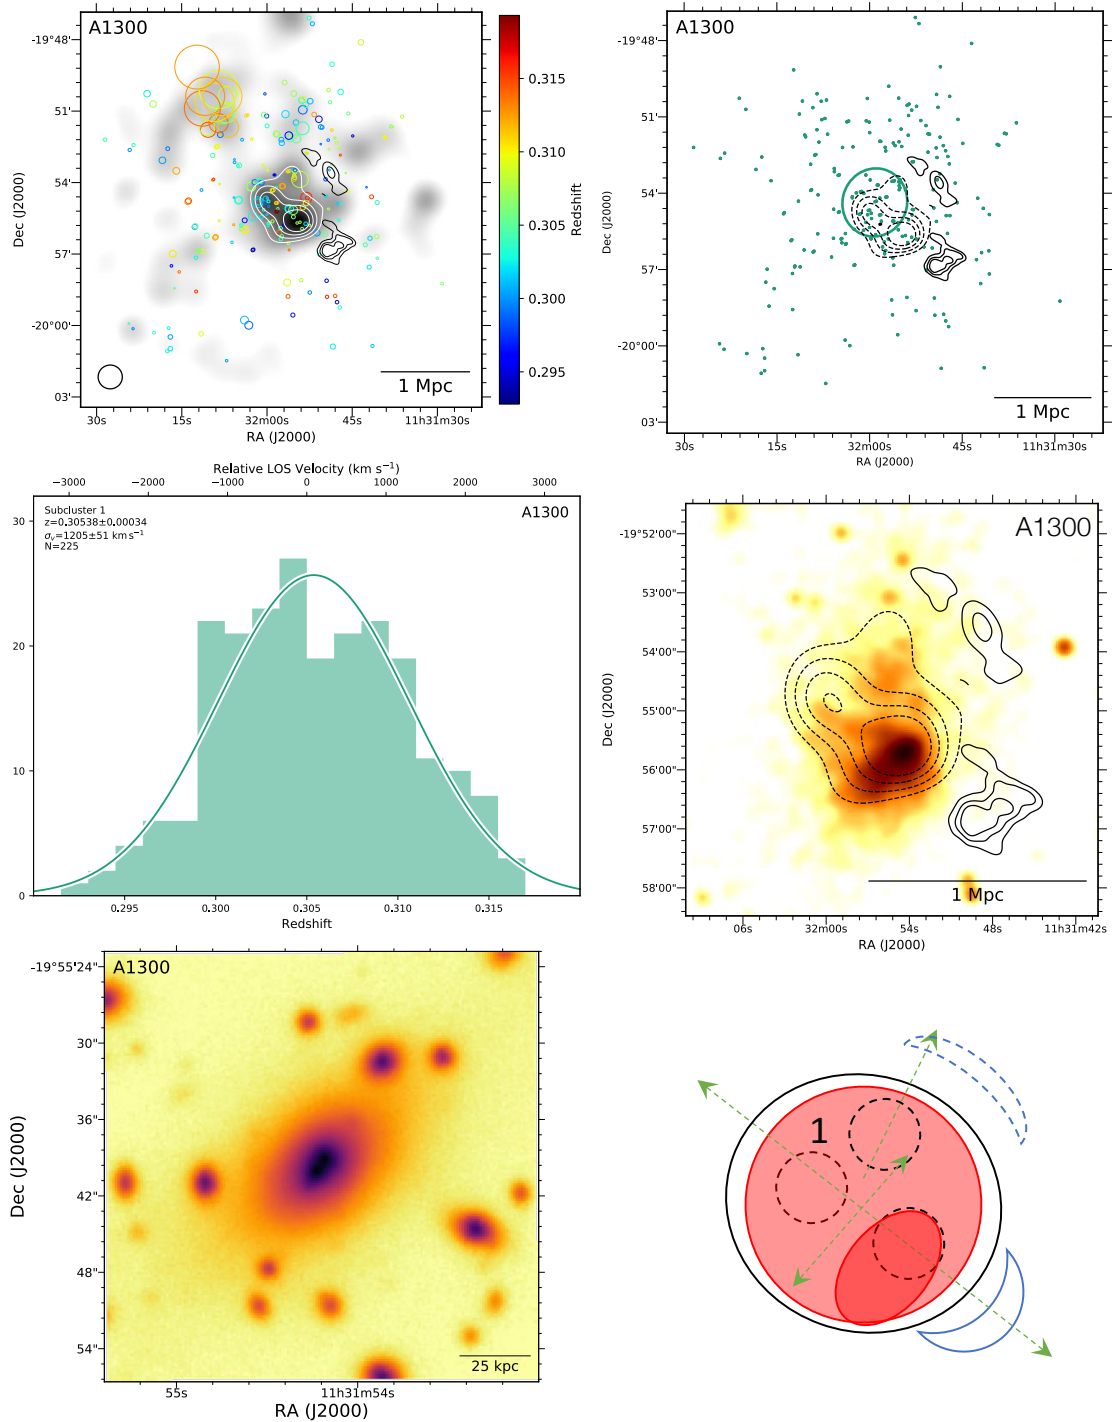 A1300
-19°48'
51'
54'
57'
-20°00'
03'
Dec (J2000)
30s
15s
32m00s
45s
11h31m30s
RA (J2000)
1 Mpc
0.315
0.310
0.305
0.300
0.295
Redshift
A1300
-19°48'
51'
54'
57'
-20°00'
03'
Dec (J2000)
30s
15s
32m00s
45s
11h31m30s
RA (J2000)
1 Mpc
Relative LOS Velocity (km s⁻¹)
−3000
−2000
−1000
0
1000
2000
3000
Subcluster 1
z=0.30538±0.00034
σᵥ=1205±51 km s⁻¹
N=225
A1300
30
20
10
0
0.295
0.300
0.305
0.310
0.315
Redshift
A1300
-19°52'00"
53'00"
54'00"
55'00"
56'00"
57'00"
58'00"
Dec (J2000)
1 Mpc
06s
32m00s
54s
48s
11h31m42s
RA (J2000)
A1300
-19°55'24"
30"
36"
42"
48"
54"
Dec (J2000)
25 kpc
55s
11h31m54s
RA (J2000)
1